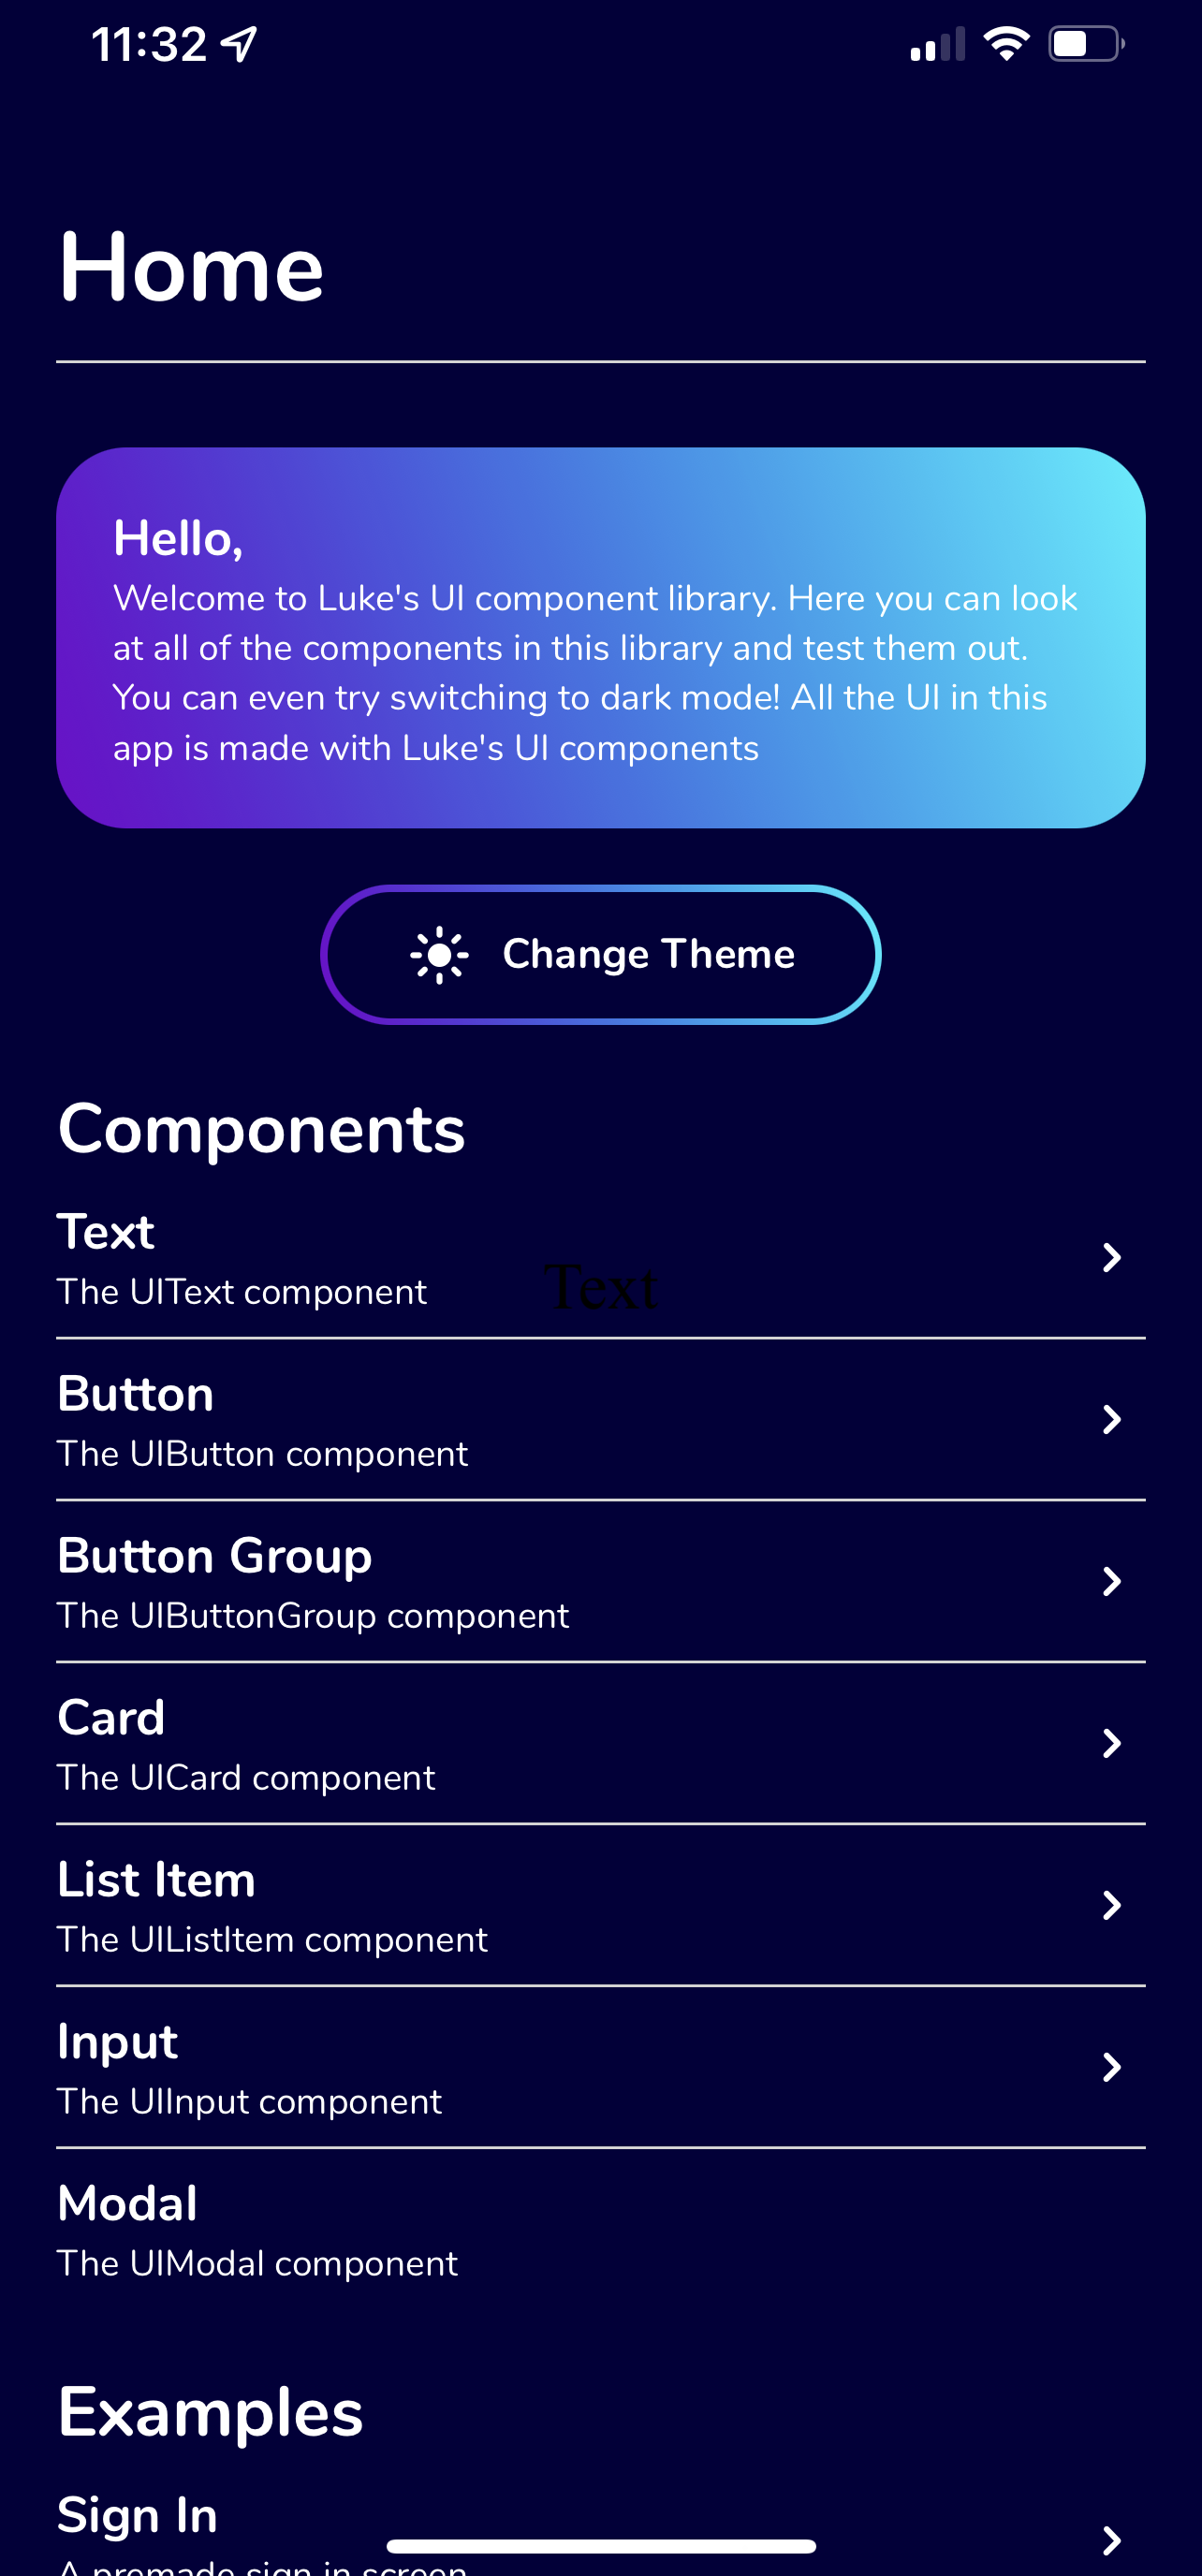 11:32
Home
Hello,
Welcome to Luke's UI component library. Here you can look
at all of the components in this library and test them out.
You can even try switching to dark mode! All the UI in this
app is made with Luke's UI components
Change Theme
Components
Text
The UIText component
Text
Button
The UIButton component
Button Group
The UIButtonGroup component
Card
The UICard component
List Item
The UIListItem component
Input
The UIInput component
Modal
The UIModal component
Examples
Sign In
A premade sign in screen